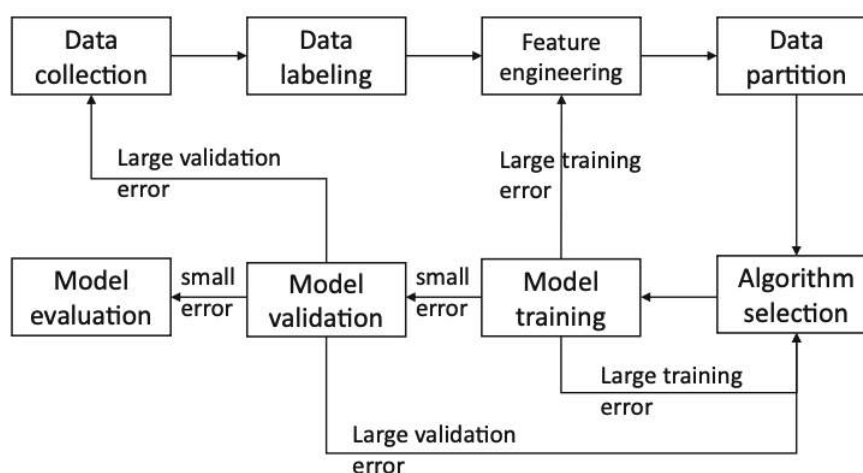 Data
collection
Data
labeling
Feature
engineering
Data
partition
Large validation
error
Large training
error
Model
evaluation
small
error
Model
validation
small
error
Model
training
Algorithm
selection
Large training
error
Large validation
error